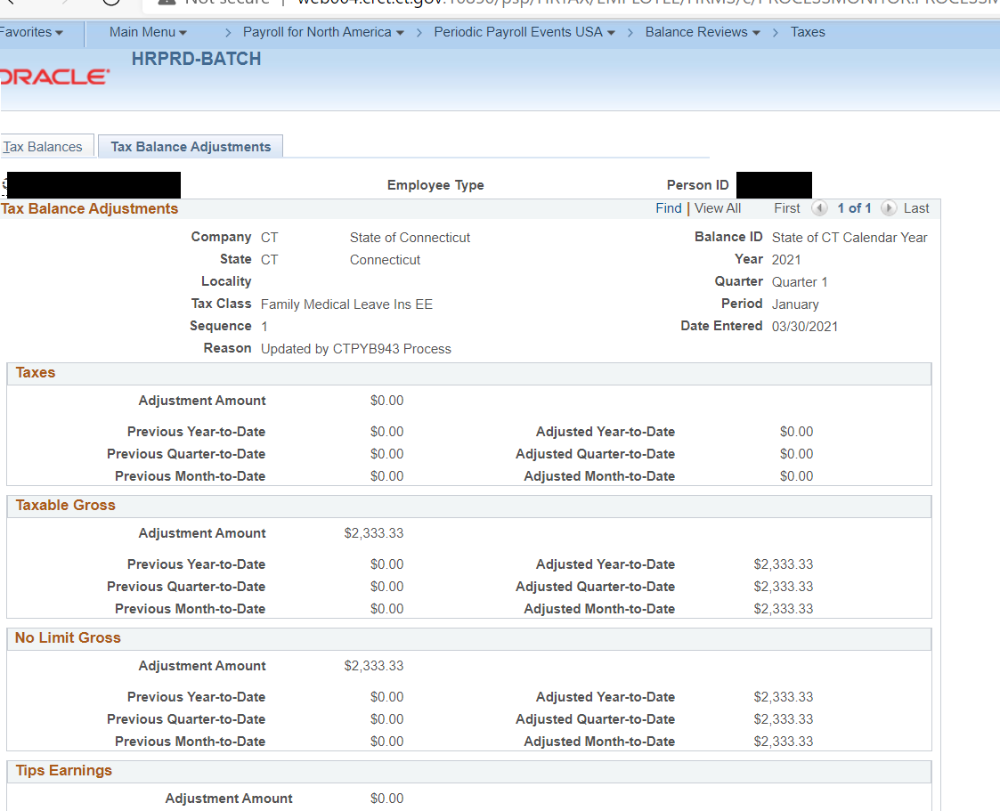 Not secure | web004.crct.ct.gov:10890/psp/HRTAX/EMPLOYEE/HRMS/c/PROCESSMONITOR.PROCESSM
Favorites Main Menu > Payroll for North America > Periodic Payroll Events USA > Balance Reviews > Taxes
HRPRD-BATCH
ORACLE
Tax Balances Tax Balance Adjustments
Employee Type Person ID
Tax Balance Adjustments Find | View All First 1 of 1 Last
Company CT State of Connecticut Balance ID State of CT Calendar Year
State CT Connecticut Year 2021
Locality Quarter Quarter 1
Tax Class Family Medical Leave Ins EE Period January
Sequence 1 Date Entered 03/30/2021
Reason Updated by CTPYB943 Process
Taxes
Adjustment Amount $0.00
Previous Year-to-Date $0.00 Adjusted Year-to-Date $0.00
Previous Quarter-to-Date $0.00 Adjusted Quarter-to-Date $0.00
Previous Month-to-Date $0.00 Adjusted Month-to-Date $0.00
Taxable Gross
Adjustment Amount $2,333.33
Previous Year-to-Date $0.00 Adjusted Year-to-Date $2,333.33
Previous Quarter-to-Date $0.00 Adjusted Quarter-to-Date $2,333.33
Previous Month-to-Date $0.00 Adjusted Month-to-Date $2,333.33
No Limit Gross
Adjustment Amount $2,333.33
Previous Year-to-Date $0.00 Adjusted Year-to-Date $2,333.33
Previous Quarter-to-Date $0.00 Adjusted Quarter-to-Date $2,333.33
Previous Month-to-Date $0.00 Adjusted Month-to-Date $2,333.33
Tips Earnings
Adjustment Amount $0.00